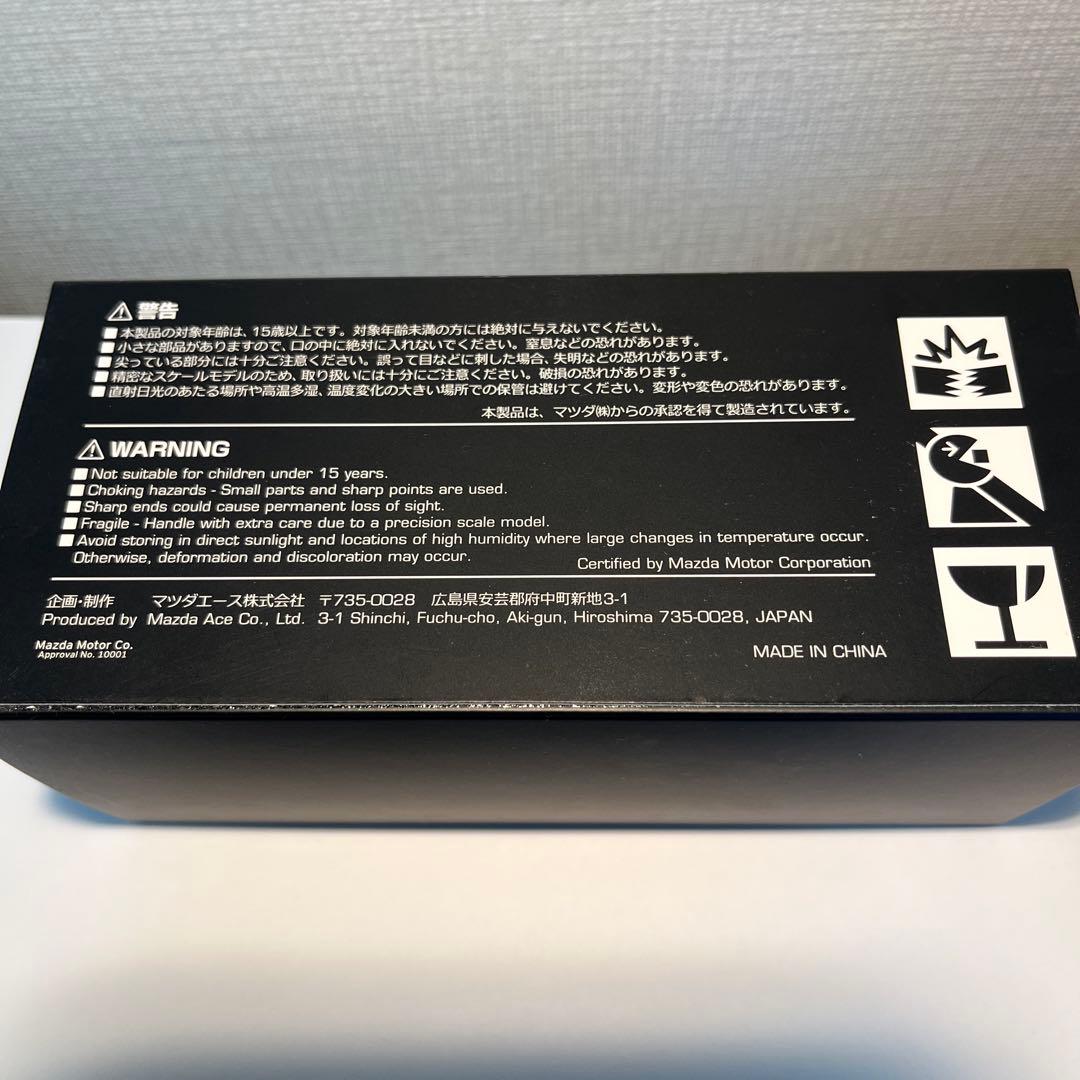 ⚠ 警告
■本製品の対象年齢は、15歳以上です。対象年齢未満の方には絶対に与えないでください。
■小さな部品がありますので、口の中に絶対に入れないでください。窒息などの恐れがあります。
■尖っている部分には十分ご注意ください。誤って目などに刺した場合、失明などの恐れがあります。
■精密なスケールモデルのため、取り扱いには十分にご注意ください。破損の恐れがあります。
■直射日光のあたる場所や高温多湿、温度変化の大きい場所での保管は避けてください。変形や変色の恐れがあります。
本製品は、マツダ㈱からの承認を得て製造されています。
⚠ WARNING
■Not suitable for children under 15 years.
■Choking hazards - Small parts and sharp points are used.
■Sharp ends could cause permanent loss of sight.
■Fragile - Handle with extra care due to a precision scale model.
■Avoid storing in direct sunlight and locations of high humidity where large changes in temperature occur.
Otherwise, deformation and discoloration may occur.
Certified by Mazda Motor Corporation
企画・制作 マツダエース株式会社 〒735-0028 広島県安芸郡府中町新地3-1
Produced by Mazda Ace Co., Ltd. 3-1 Shinchi, Fuchu-cho, Aki-gun, Hiroshima 735-0028, JAPAN
Mazda Motor Co.
Approval No. 10001
MADE IN CHINA